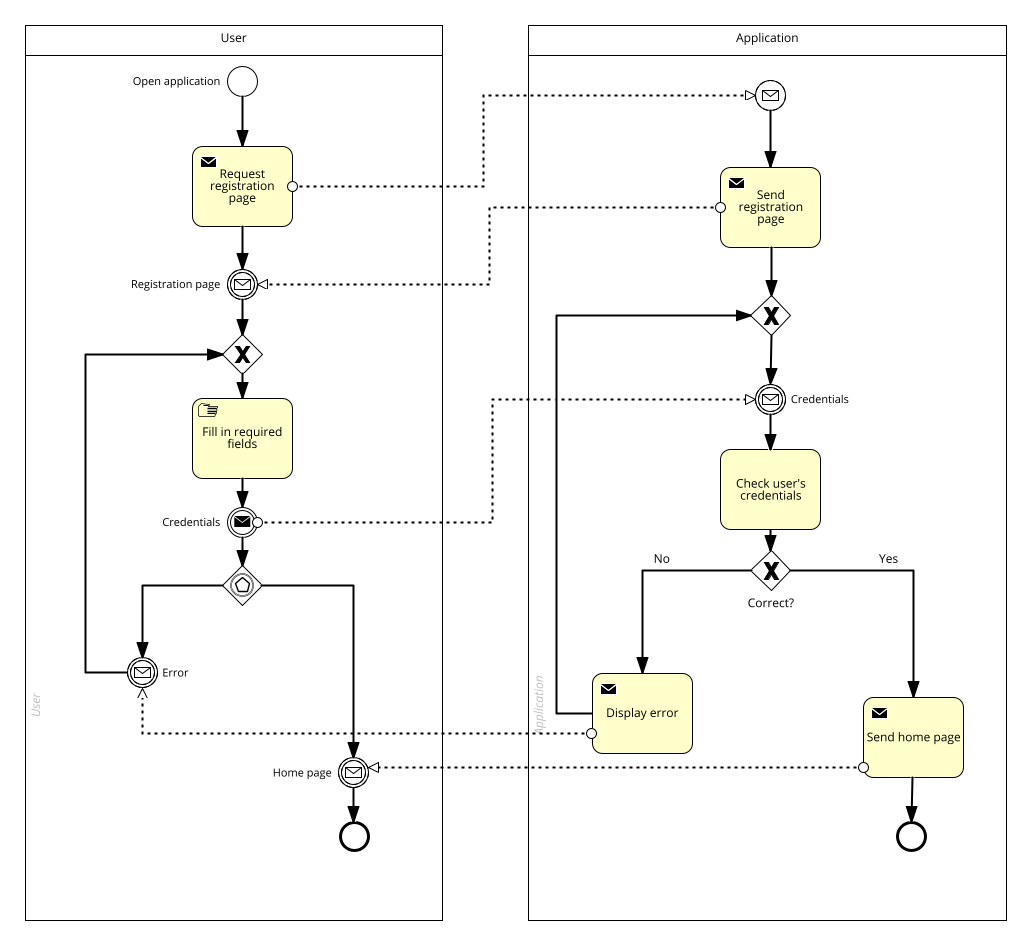 User
Application
Open application
Request
registration
page
Send
registration
page
Registration page
Fill in required
fields
Credentials
Credentials
Check user's
credentials
No
Yes
Correct?
Error
User
Application
Display error
Send home page
Home page